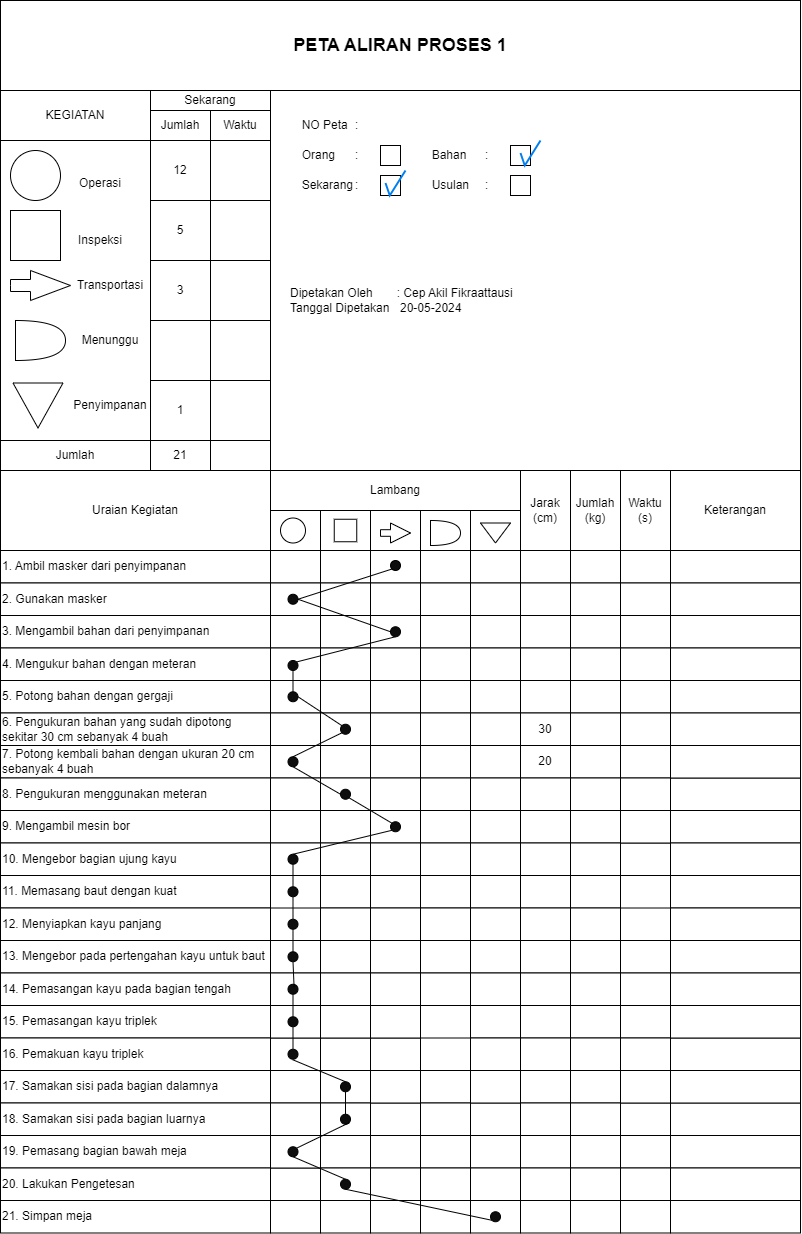 PETA ALIRAN PROSES 1
KEGIATAN
Sekarang
Jumlah
Waktu
Operasi
12
Inspeksi
5
Transportasi
3
Menunggu
Penyimpanan
1
Jumlah
21
NO Peta :
Orang : Bahan :
Sekarang : Usulan :
Dipetakan Oleh : Cep Akil Fikraattausi
Tanggal Dipetakan 20-05-2024
Uraian Kegiatan
Lambang
Jarak
(cm)
Jumlah
(kg)
Waktu
(s)
Keterangan
1. Ambil masker dari penyimpanan
2. Gunakan masker
3. Mengambil bahan dari penyimpanan
4. Mengukur bahan dengan meteran
5. Potong bahan dengan gergaji
6. Pengukuran bahan yang sudah dipotong
sekitar 30 cm sebanyak 4 buah
30
7. Potong kembali bahan dengan ukuran 20 cm
sebanyak 4 buah
20
8. Pengukuran menggunakan meteran
9. Mengambil mesin bor
10. Mengebor bagian ujung kayu
11. Memasang baut dengan kuat
12. Menyiapkan kayu panjang
13. Mengebor pada pertengahan kayu untuk baut
14. Pemasangan kayu pada bagian tengah
15. Pemasangan kayu triplek
16. Pemakuan kayu triplek
17. Samakan sisi pada bagian dalamnya
18. Samakan sisi pada bagian luarnya
19. Pemasang bagian bawah meja
20. Lakukan Pengetesan
21. Simpan meja